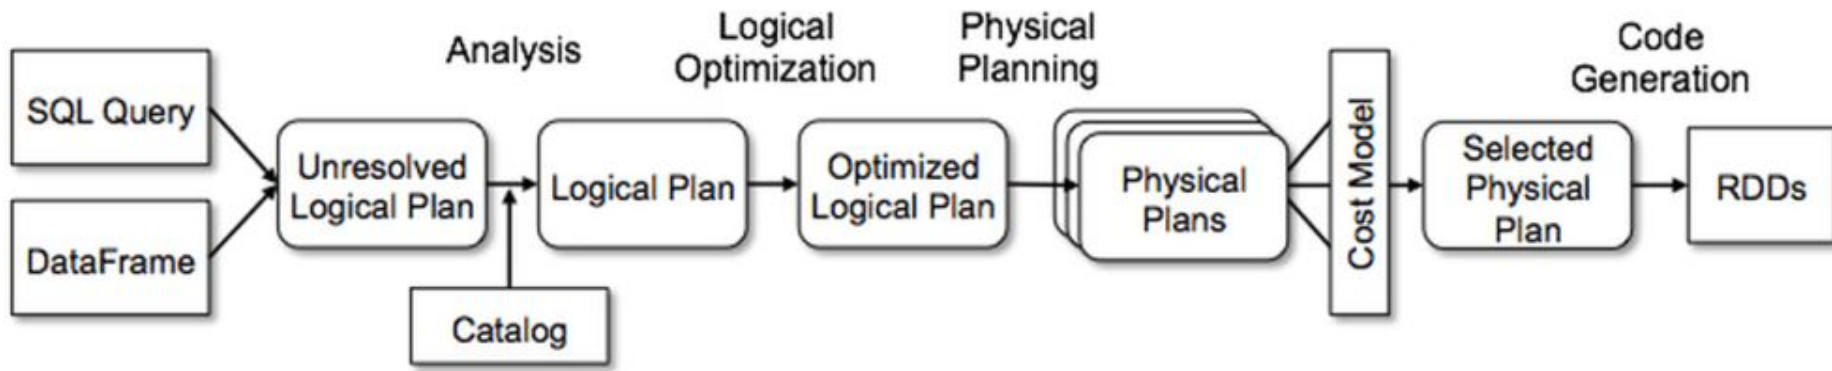 Analysis
Logical
Optimization
Physical
Planning
Code
Generation
SQL Query
DataFrame
Unresolved
Logical Plan
Catalog
Logical Plan
Optimized
Logical Plan
Physical
Plans
Cost Model
Selected
Physical
Plan
RDDs